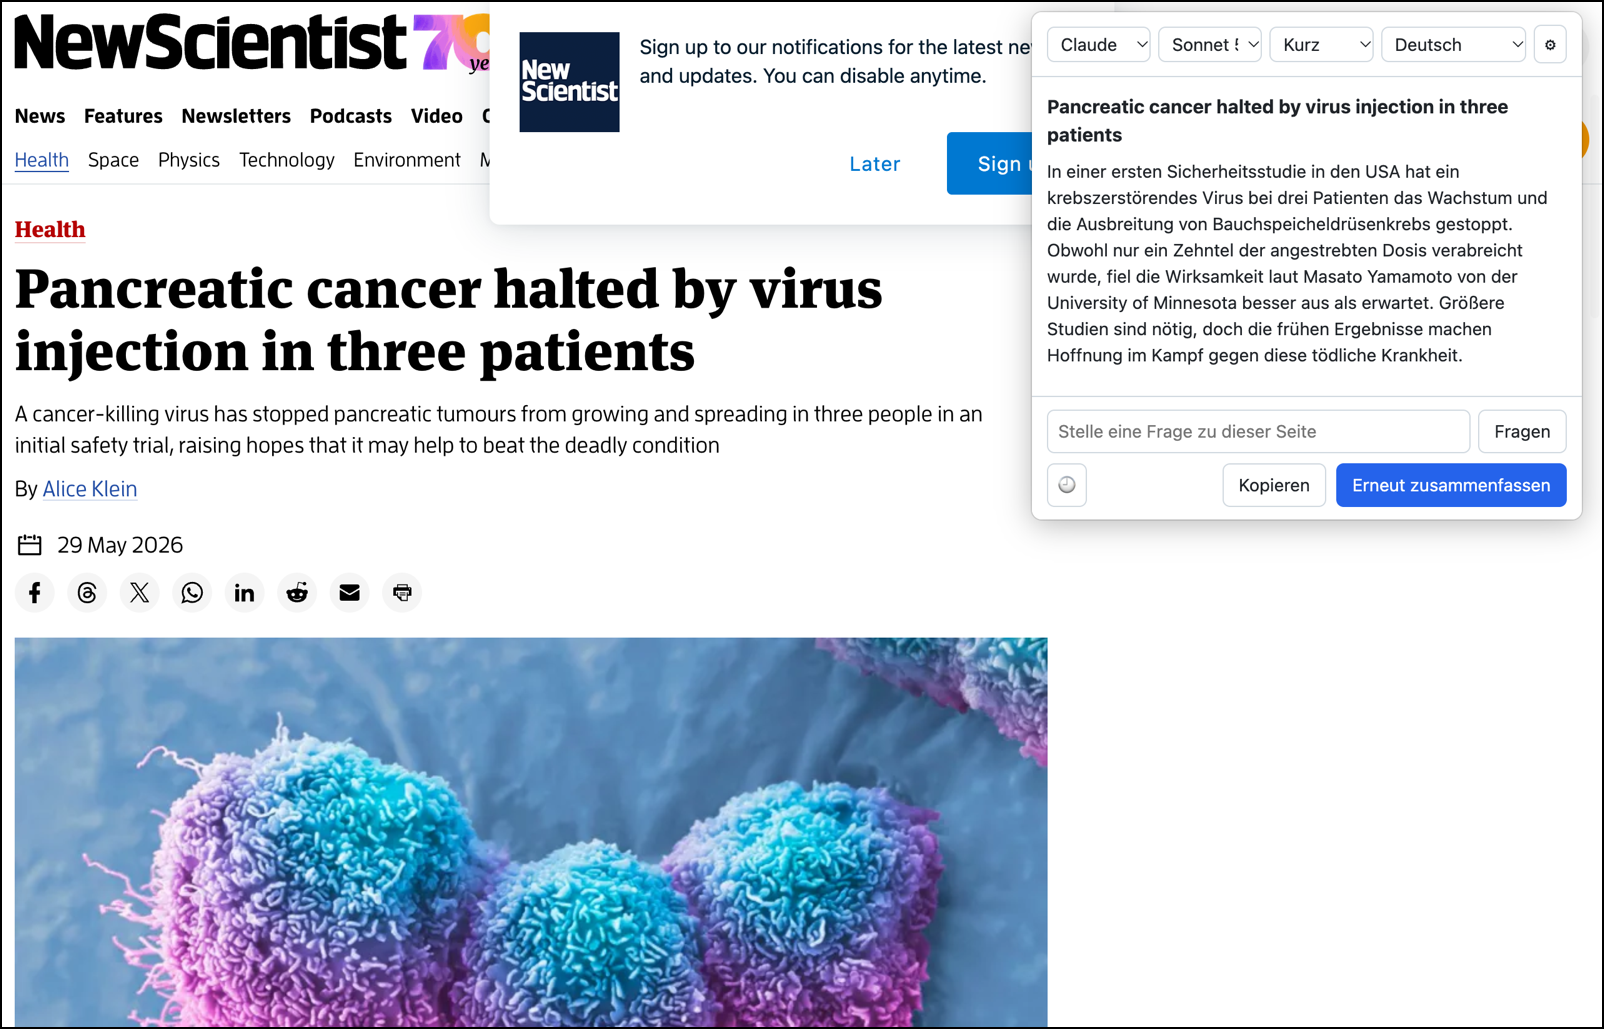 NewScientist 70
ye
News Features Newsletters Podcasts Video
Health Space Physics Technology Environment
New
Scientist
Sign up to our notifications for the latest
and updates. You can disable anytime.
Later
Sign
Health
Pancreatic cancer halted by virus
injection in three patients
A cancer-killing virus has stopped pancreatic tumours from growing and spreading in three people in an
initial safety trial, raising hopes that it may help to beat the deadly condition
By Alice Klein
29 May 2026
Claude Sonnet Kurz Deutsch
Pancreatic cancer halted by virus injection in three
patients
In einer ersten Sicherheitsstudie in den USA hat ein
krebszerstörendes Virus bei drei Patienten das Wachstum und
die Ausbreitung von Bauchspeicheldrüsenkrebs gestoppt.
Obwohl nur ein Zehntel der angestrebten Dosis verabreicht
wurde, fiel die Wirksamkeit laut Masato Yamamoto von der
University of Minnesota besser aus als erwartet. Größere
Studien sind nötig, doch die frühen Ergebnisse machen
Hoffnung im Kampf gegen diese tödliche Krankheit.
Stelle eine Frage zu dieser Seite
Fragen
Kopieren
Erneut zusammenfassen